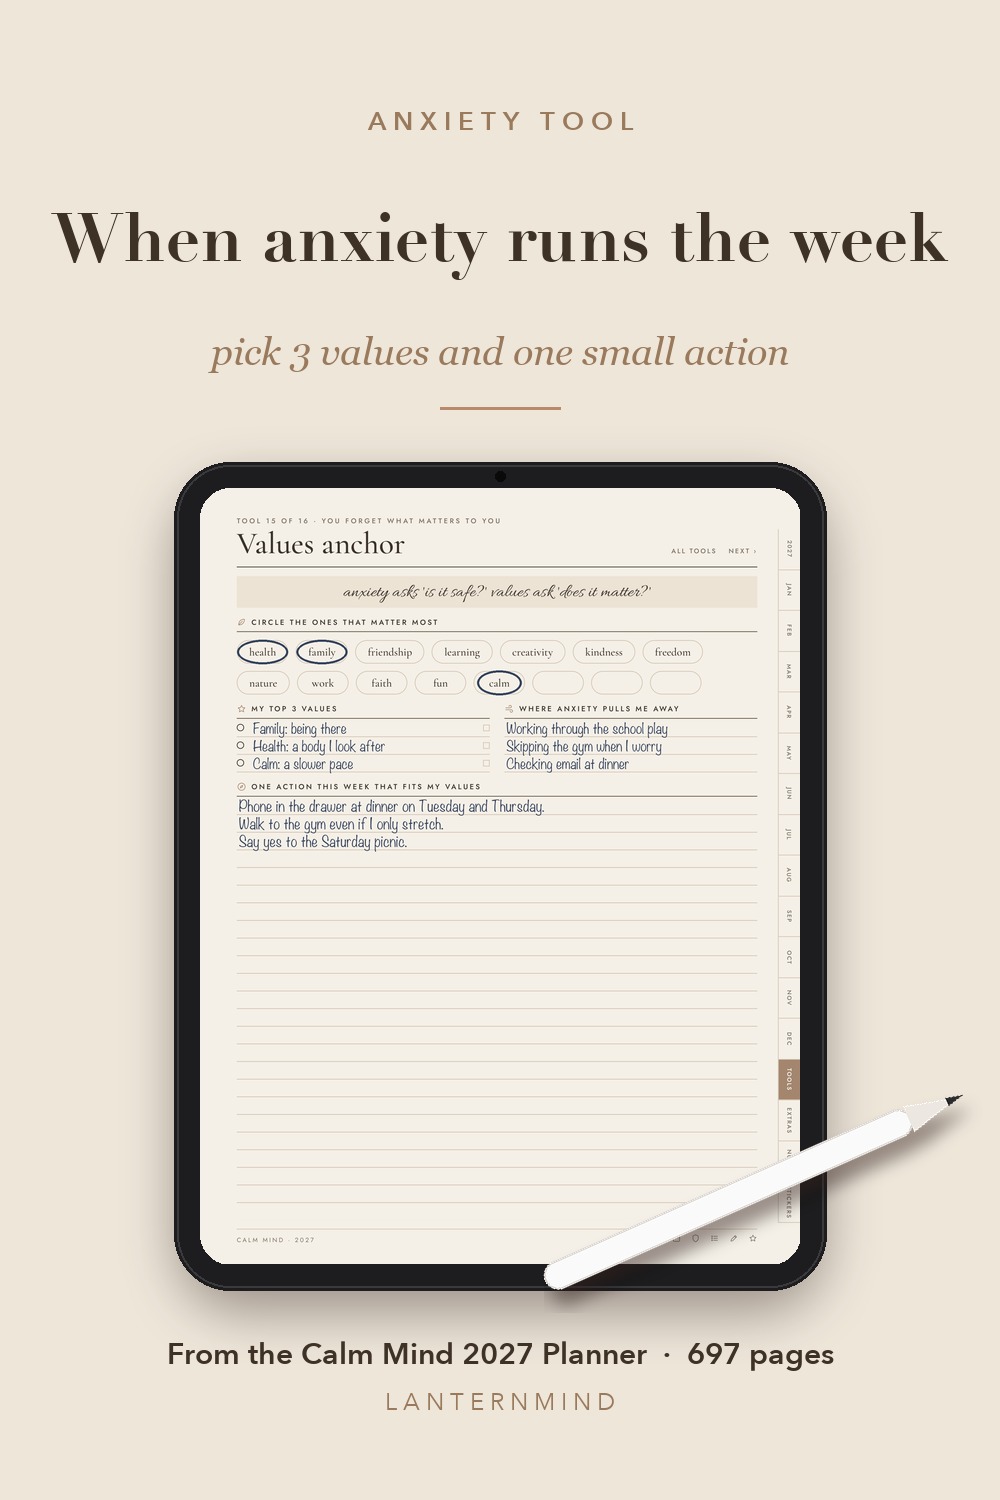 ANXIETY TOOL
When anxiety runs the week
pick 3 values and one small action
TOOL 15 OF 16 · YOU FORGET WHAT MATTERS TO YOU
Values anchor
ALL TOOLS NEXT ›
anxiety asks 'is it safe?' values ask 'does it matter?'
CIRCLE THE ONES THAT MATTER MOST
health family friendship learning creativity kindness freedom
nature work faith fun calm
MY TOP 3 VALUES
Family: being there
Health: a body I look after
Calm: a slower pace
WHERE ANXIETY PULLS ME AWAY
Working through the school play
Skipping the gym when I worry
Checking email at dinner
ONE ACTION THIS WEEK THAT FITS MY VALUES
Phone in the drawer at dinner on Tuesday and Thursday.
Walk to the gym even if I only stretch.
Say yes to the Saturday picnic.
2027
JAN
FEB
MAR
APR
MAY
JUN
JUL
AUG
SEP
OCT
NOV
DEC
TOOLS
EXTRAS
CALM MIND · 2027
From the Calm Mind 2027 Planner · 697 pages
LANTERNMIND